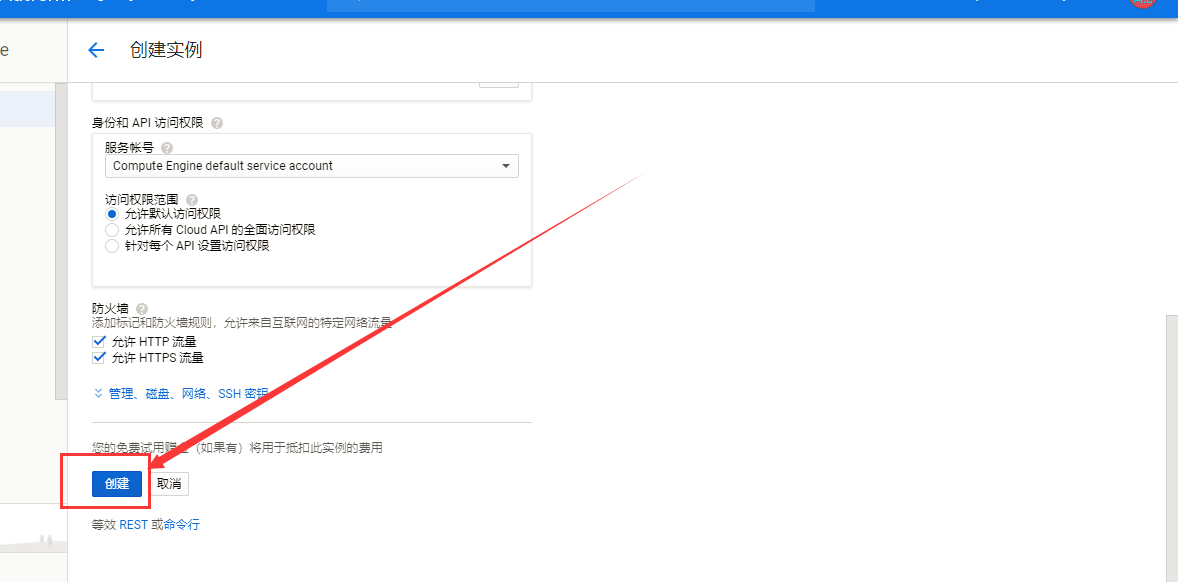 创建实例
身份和 API 访问权限
服务帐号
Compute Engine default service account
访问权限范围
允许默认访问权限
允许所有 Cloud API 的全面访问权限
针对每个 API 设置访问权限
防火墙
添加标记和防火墙规则，允许来自互联网的特定网络流量
允许 HTTP 流量
允许 HTTPS 流量
管理、磁盘、网络、SSH 密钥
您的免费试用赠金（如果有）将用于抵扣此实例的费用
创建 取消
等效 REST 或命令行